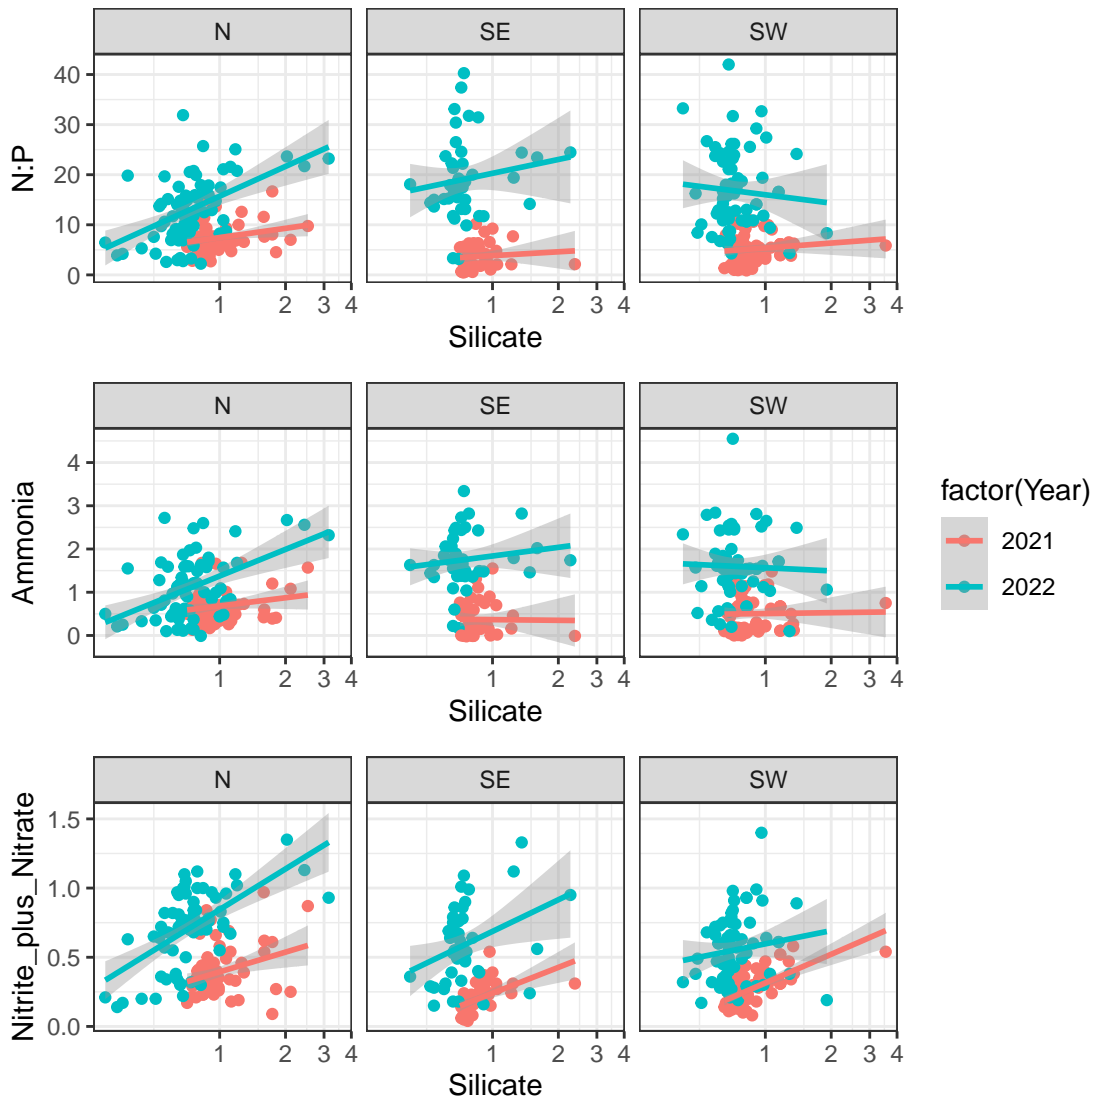 N SE SW
N:P
40
30
20
10
0
1 2 3 4 1 2 3 4 1 2 3 4
Silicate
N SE SW
Ammonia
4
3
2
1
0
1 2 3 4 1 2 3 4 1 2 3 4
Silicate
factor(Year)
2021
2022
N SE SW
Nitrite_plus_Nitrate
1.5
1.0
0.5
0.0
1 2 3 4 1 2 3 4 1 2 3 4
Silicate